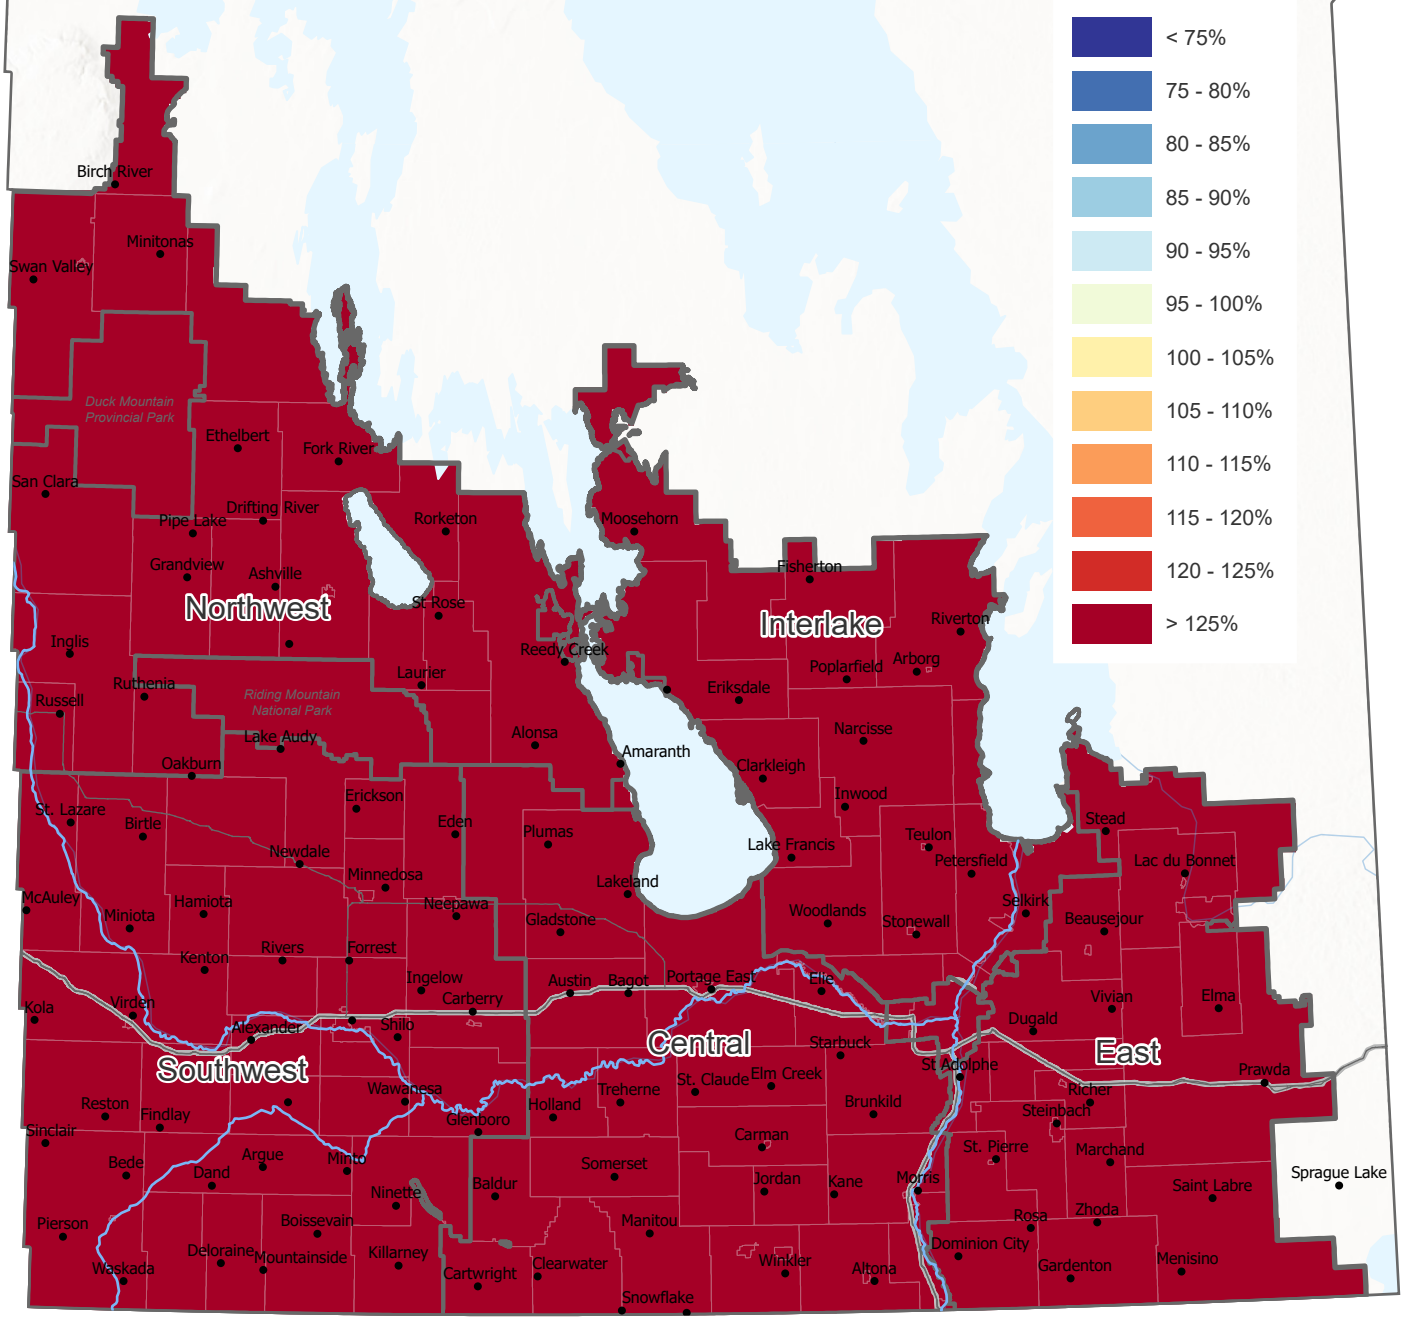 < 75%
75 - 80%
80 - 85%
85 - 90%
90 - 95%
95 - 100%
100 - 105%
105 - 110%
110 - 115%
115 - 120%
120 - 125%
> 125%
Birch River
Minitonas
Swan Valley
Duck Mountain
Provincial Park
Ethelbert
Fork River
San Clara
Drifting River
Pipe Lake
Rorketon
Moosehorn
Grandview
Ashville
Fisherton
Northwest
St Rose
Interlake
Riverton
Inglis
Reedy Creek
Poplarfield
Arborg
Laurier
Ruthenia
Eriksdale
Russell
Riding Mountain
National Park
Lake Audy
Alonsa
Narcisse
Amaranth
Oakburn
Clarkleigh
Erickson
Inwood
St. Lazare
Birtle
Eden
Plumas
Stead
Teulon
Newdale
Lake Francis
Petersfield
Lac du Bonnet
Minnedosa
Lakeland
McAuley
Hamiota
Neepawa
Selkirk
Miniota
Gladstone
Woodlands
Stonewall
Beausejour
Kenton
Rivers
Forrest
Ingelow
Austin
Bagot
Portage East
Elie
Carberry
Vivian
Elma
Kola
Virden
Alexander
Shilo
Dugald
Central
Starbuck
East
Southwest
St Adolphe
Prawda
Wawanesa
Treherne
St. Claude
Elm Creek
Richer
Reston
Findlay
Glenboro
Holland
Brunkild
Steinbach
Sinclair
Carman
St. Pierre
Marchand
Bede
Dand
Argue
Minto
Somerset
Sprague Lake
Ninette
Baldur
Jordan
Kane
Morris
Saint Labre
Pierson
Boissevain
Manitou
Rosa
Zhoda
Deloraine
Mountainside
Killarney
Dominion City
Waskada
Cartwright
Clearwater
Winkler
Altona
Gardenton
Menisino
Snowflake